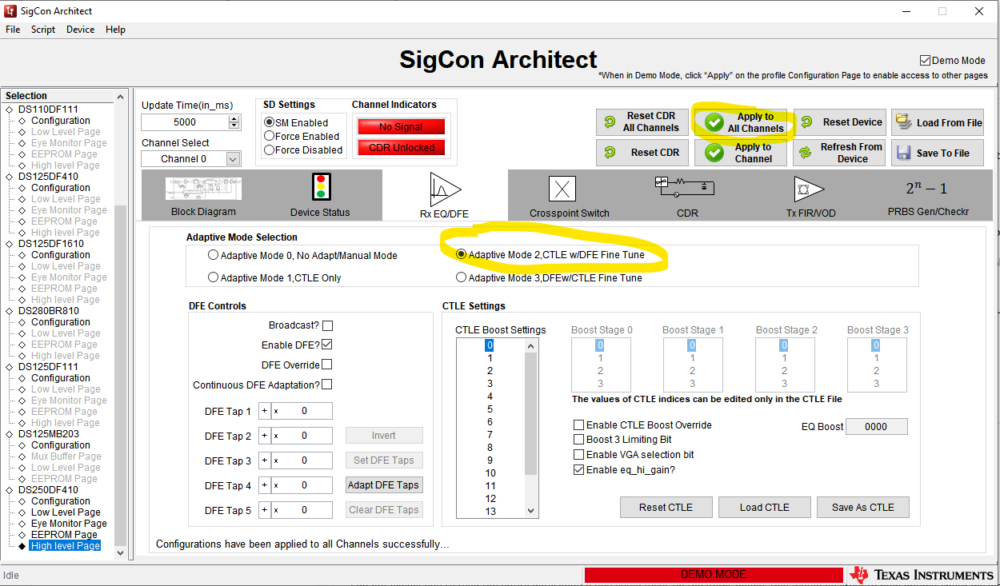 SigCon Architect
File Script Device Help
SigCon Architect
Demo Mode
*When in Demo Mode, click "Apply" on the profile Configuration Page to enable access to other pages
Selection
DS110DF111
Configuration
Low Level Page
Eye Monitor Page
EEPROM Page
High level Page
DS125DF410
Configuration
Low Level Page
Eye Monitor Page
EEPROM Page
High level Page
DS125DF1610
Configuration
Low Level Page
Eye Monitor Page
EEPROM Page
High level Page
DS280BR810
Configuration
Low Level Page
EEPROM Page
High level Page
DS125DF111
Configuration
Low Level Page
Eye Monitor Page
EEPROM Page
High level Page
DS125MB203
Configuration
Mux Buffer Page
Low Level Page
EEPROM Page
DS250DF410
Configuration
Low Level Page
Eye Monitor Page
EEPROM Page
High level Page
Update Time(in_ms)
5000
Channel Select
Channel 0
SD Settings
SM Enabled
Force Enabled
Force Disabled
Channel Indicators
No Signal
CDR Unlocked
Reset CDR
All Channels
Apply to
All Channels
Reset Device
Load From File
Reset CDR
Apply to
Channel
Refresh From
Device
Save To File
Block Diagram
Device Status
Rx EQ/DFE
Crosspoint Switch
CDR
Tx FIR/VOD
2ⁿ − 1
PRBS Gen/Checkr
Adaptive Mode Selection
Adaptive Mode 0, No Adapt/Manual Mode
Adaptive Mode 2,CTLE w/DFE Fine Tune
Adaptive Mode 1,CTLE Only
Adaptive Mode 3,DFEw/CTLE Fine Tune
DFE Controls
Broadcast?
Enable DFE?
DFE Override
Continuous DFE Adaptation?
DFE Tap 1 + x 0
DFE Tap 2 + x 0 Invert
DFE Tap 3 + x 0 Set DFE Taps
DFE Tap 4 + x 0 Adapt DFE Taps
DFE Tap 5 + x 0 Clear DFE Taps
CTLE Settings
CTLE Boost Settings
0
1
2
3
4
5
6
7
8
9
10
11
12
13
Boost Stage 0 Boost Stage 1 Boost Stage 2 Boost Stage 3
0 0 0 0
1 1 1 1
2 2 2 2
3 3 3 3
The values of CTLE indices can be edited only in the CTLE File
Enable CTLE Boost Override
Boost 3 Limiting Bit
Enable VGA selection bit
Enable eq_hi_gain?
EQ Boost 0000
Reset CTLE Load CTLE Save As CTLE
Configurations have been applied to all Channels successfully...
Idle
DEMO MODE
TEXAS INSTRUMENTS